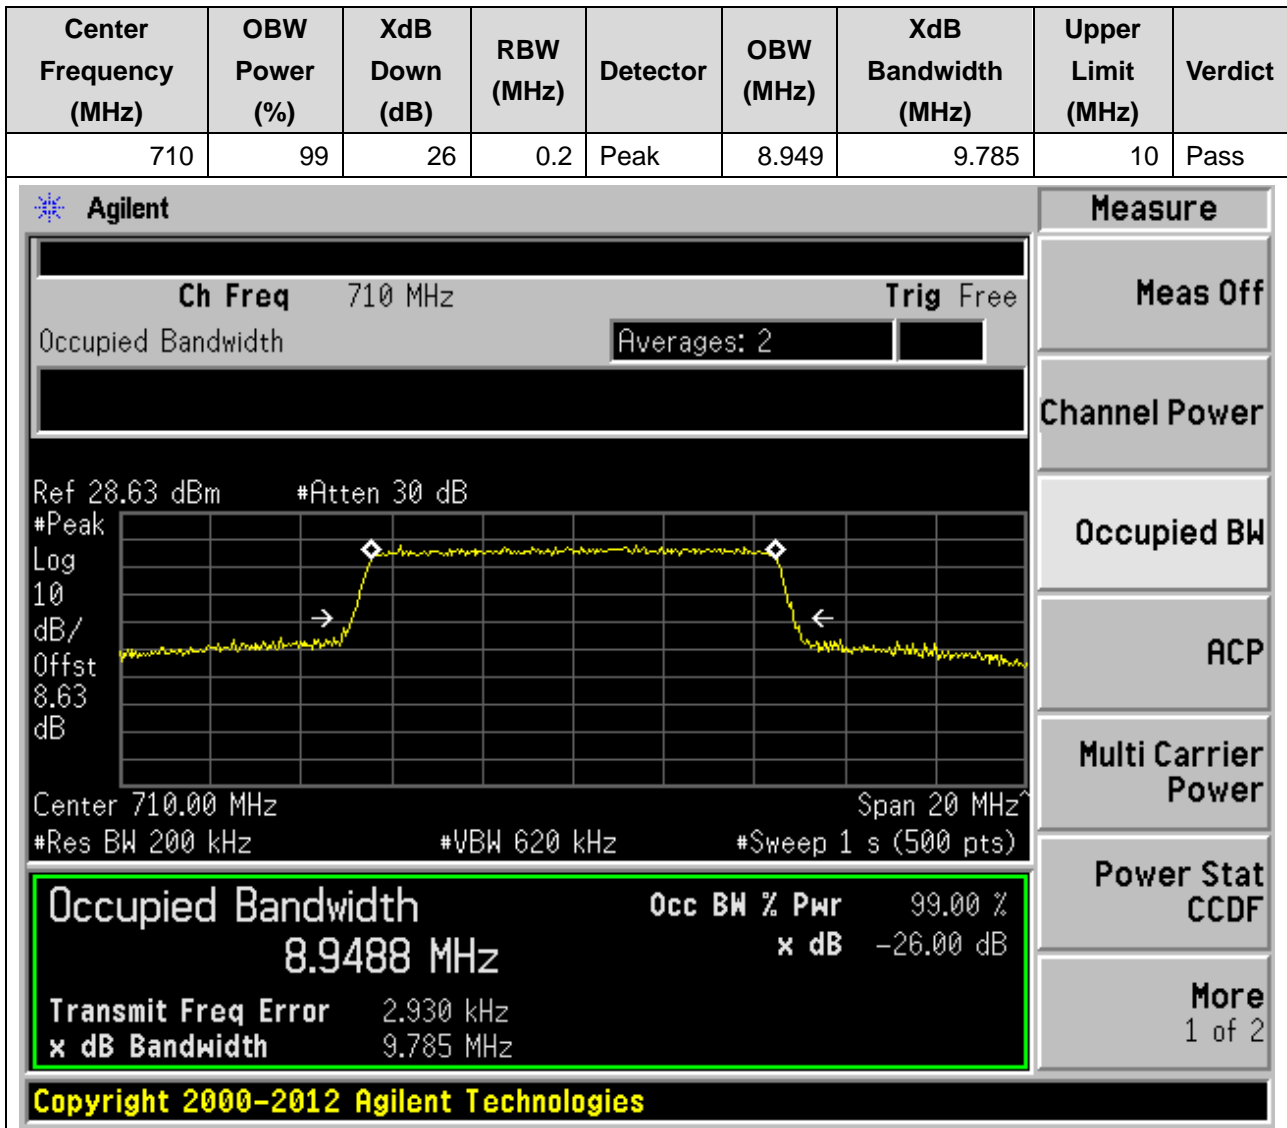 Center Frequency (MHz) OBW Power (%) XdB Down (dB) RBW (MHz) Detector OBW (MHz) XdB Bandwidth (MHz) Upper Limit (MHz) Verdict
710 99 26 0.2 Peak 8.949 9.785 10 Pass
Agilent
Measure
Ch Freq 710 MHz Trig Free
Meas Off
Occupied Bandwidth Averages: 2
Channel Power
Ref 28.63 dBm #Atten 30 dB
#Peak
Log
10
dB/
Offst
8.63
dB
Occupied BW
ACP
Multi Carrier
Power
Center 710.00 MHz Span 20 MHz^
#Res BW 200 kHz #VBW 620 kHz #Sweep 1 s (500 pts)
Power Stat
CCDF
Occupied Bandwidth Occ BW % Pwr 99.00 %
8.9488 MHz x dB -26.00 dB
Transmit Freq Error 2.930 kHz
x dB Bandwidth 9.785 MHz
More
1 of 2
Copyright 2000-2012 Agilent Technologies